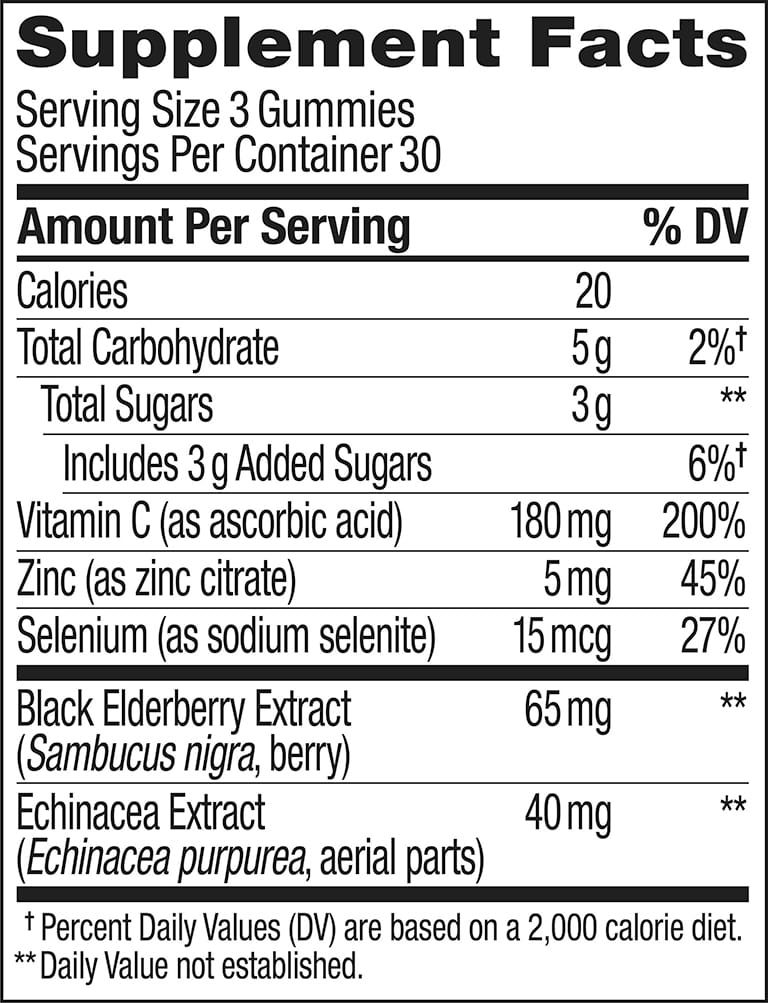 Supplement Facts
Serving Size 3 Gummies
Servings Per Container 30
Amount Per Serving % DV
Calories 20
Total Carbohydrate 5 g 2%†
Total Sugars 3 g **
Includes 3 g Added Sugars 6%†
Vitamin C (as ascorbic acid) 180 mg 200%
Zinc (as zinc citrate) 5 mg 45%
Selenium (as sodium selenite) 15 mcg 27%
Black Elderberry Extract 65 mg **
(Sambucus nigra, berry)
Echinacea Extract 40 mg **
(Echinacea purpurea, aerial parts)
† Percent Daily Values (DV) are based on a 2,000 calorie diet.
** Daily Value not established.